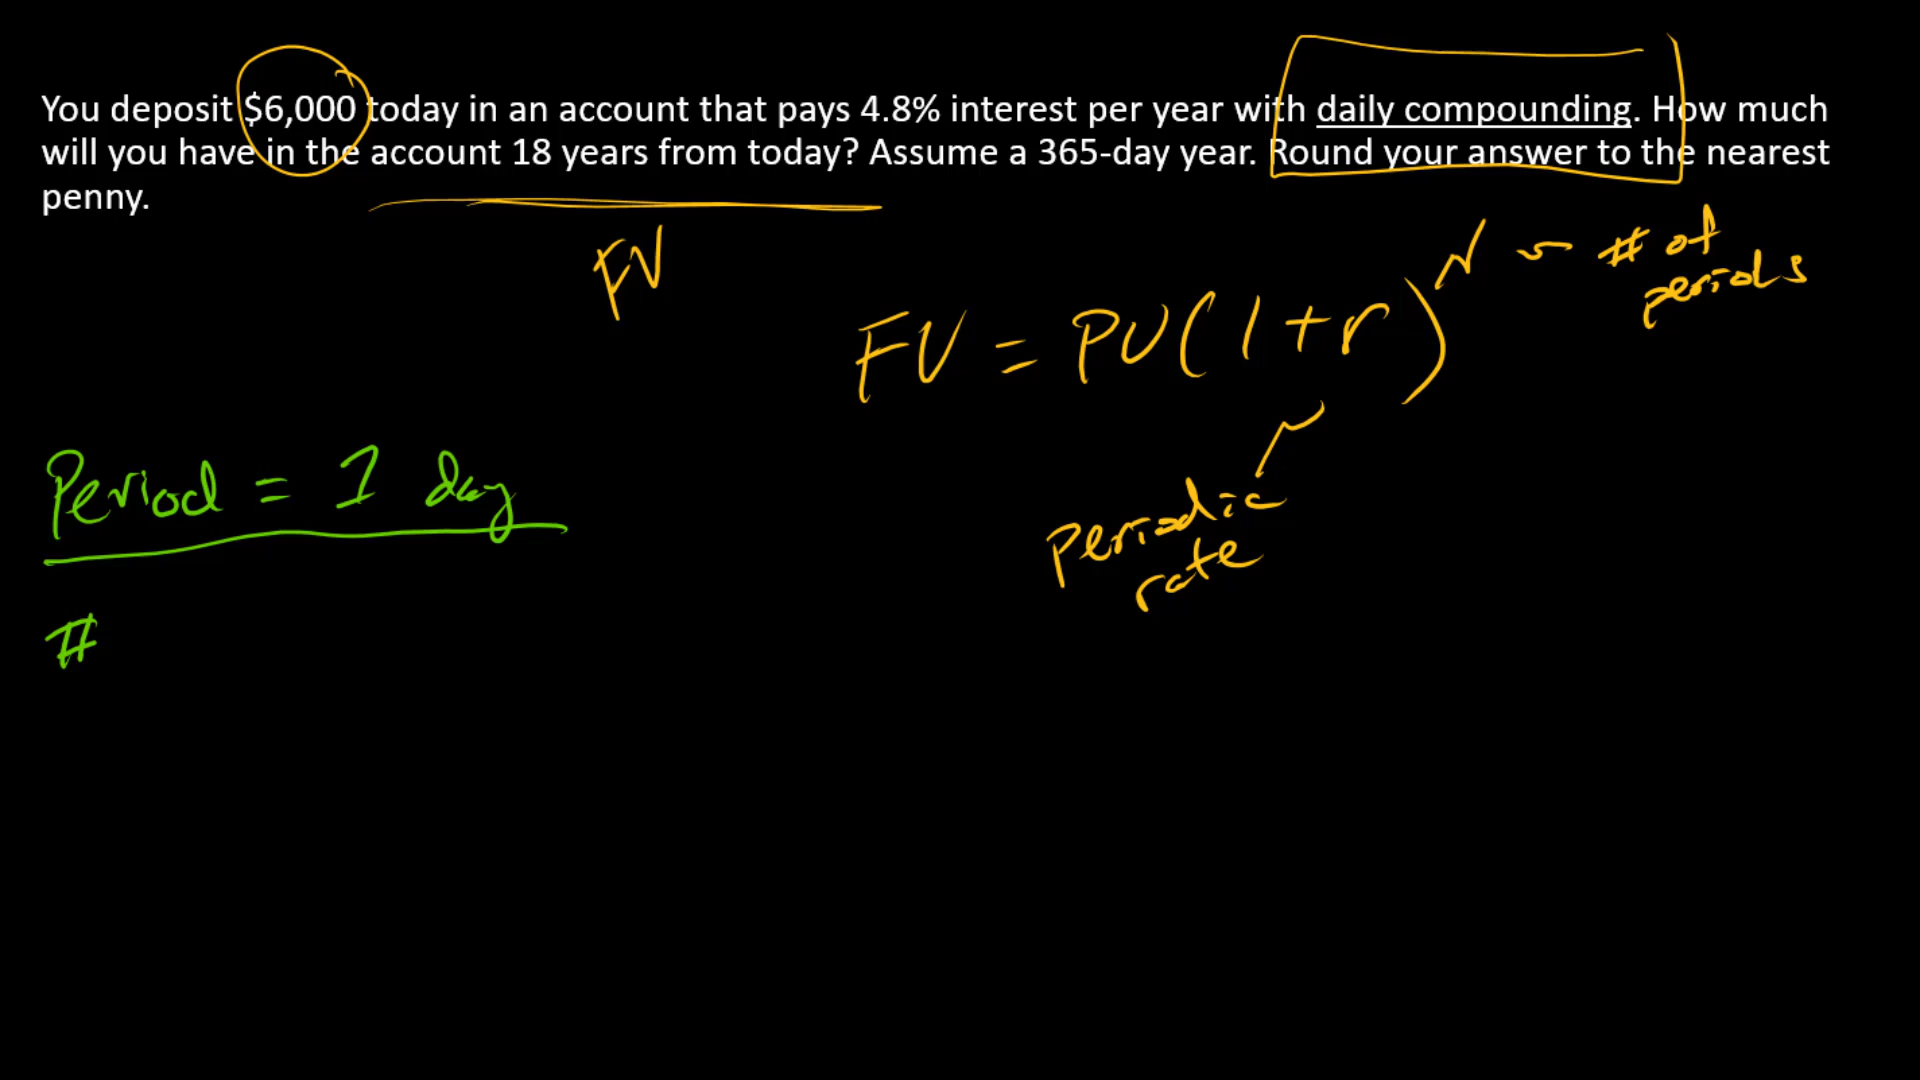 You deposit $6,000 today in an account that pays 4.8% interest per year with daily compounding. How much
will you have in the account 18 years from today? Assume a 365-day year. Round your answer to the nearest
penny.
FV
N # of
periods
FV = PV(1+r)
Period = 1 day
periodic
rate
#